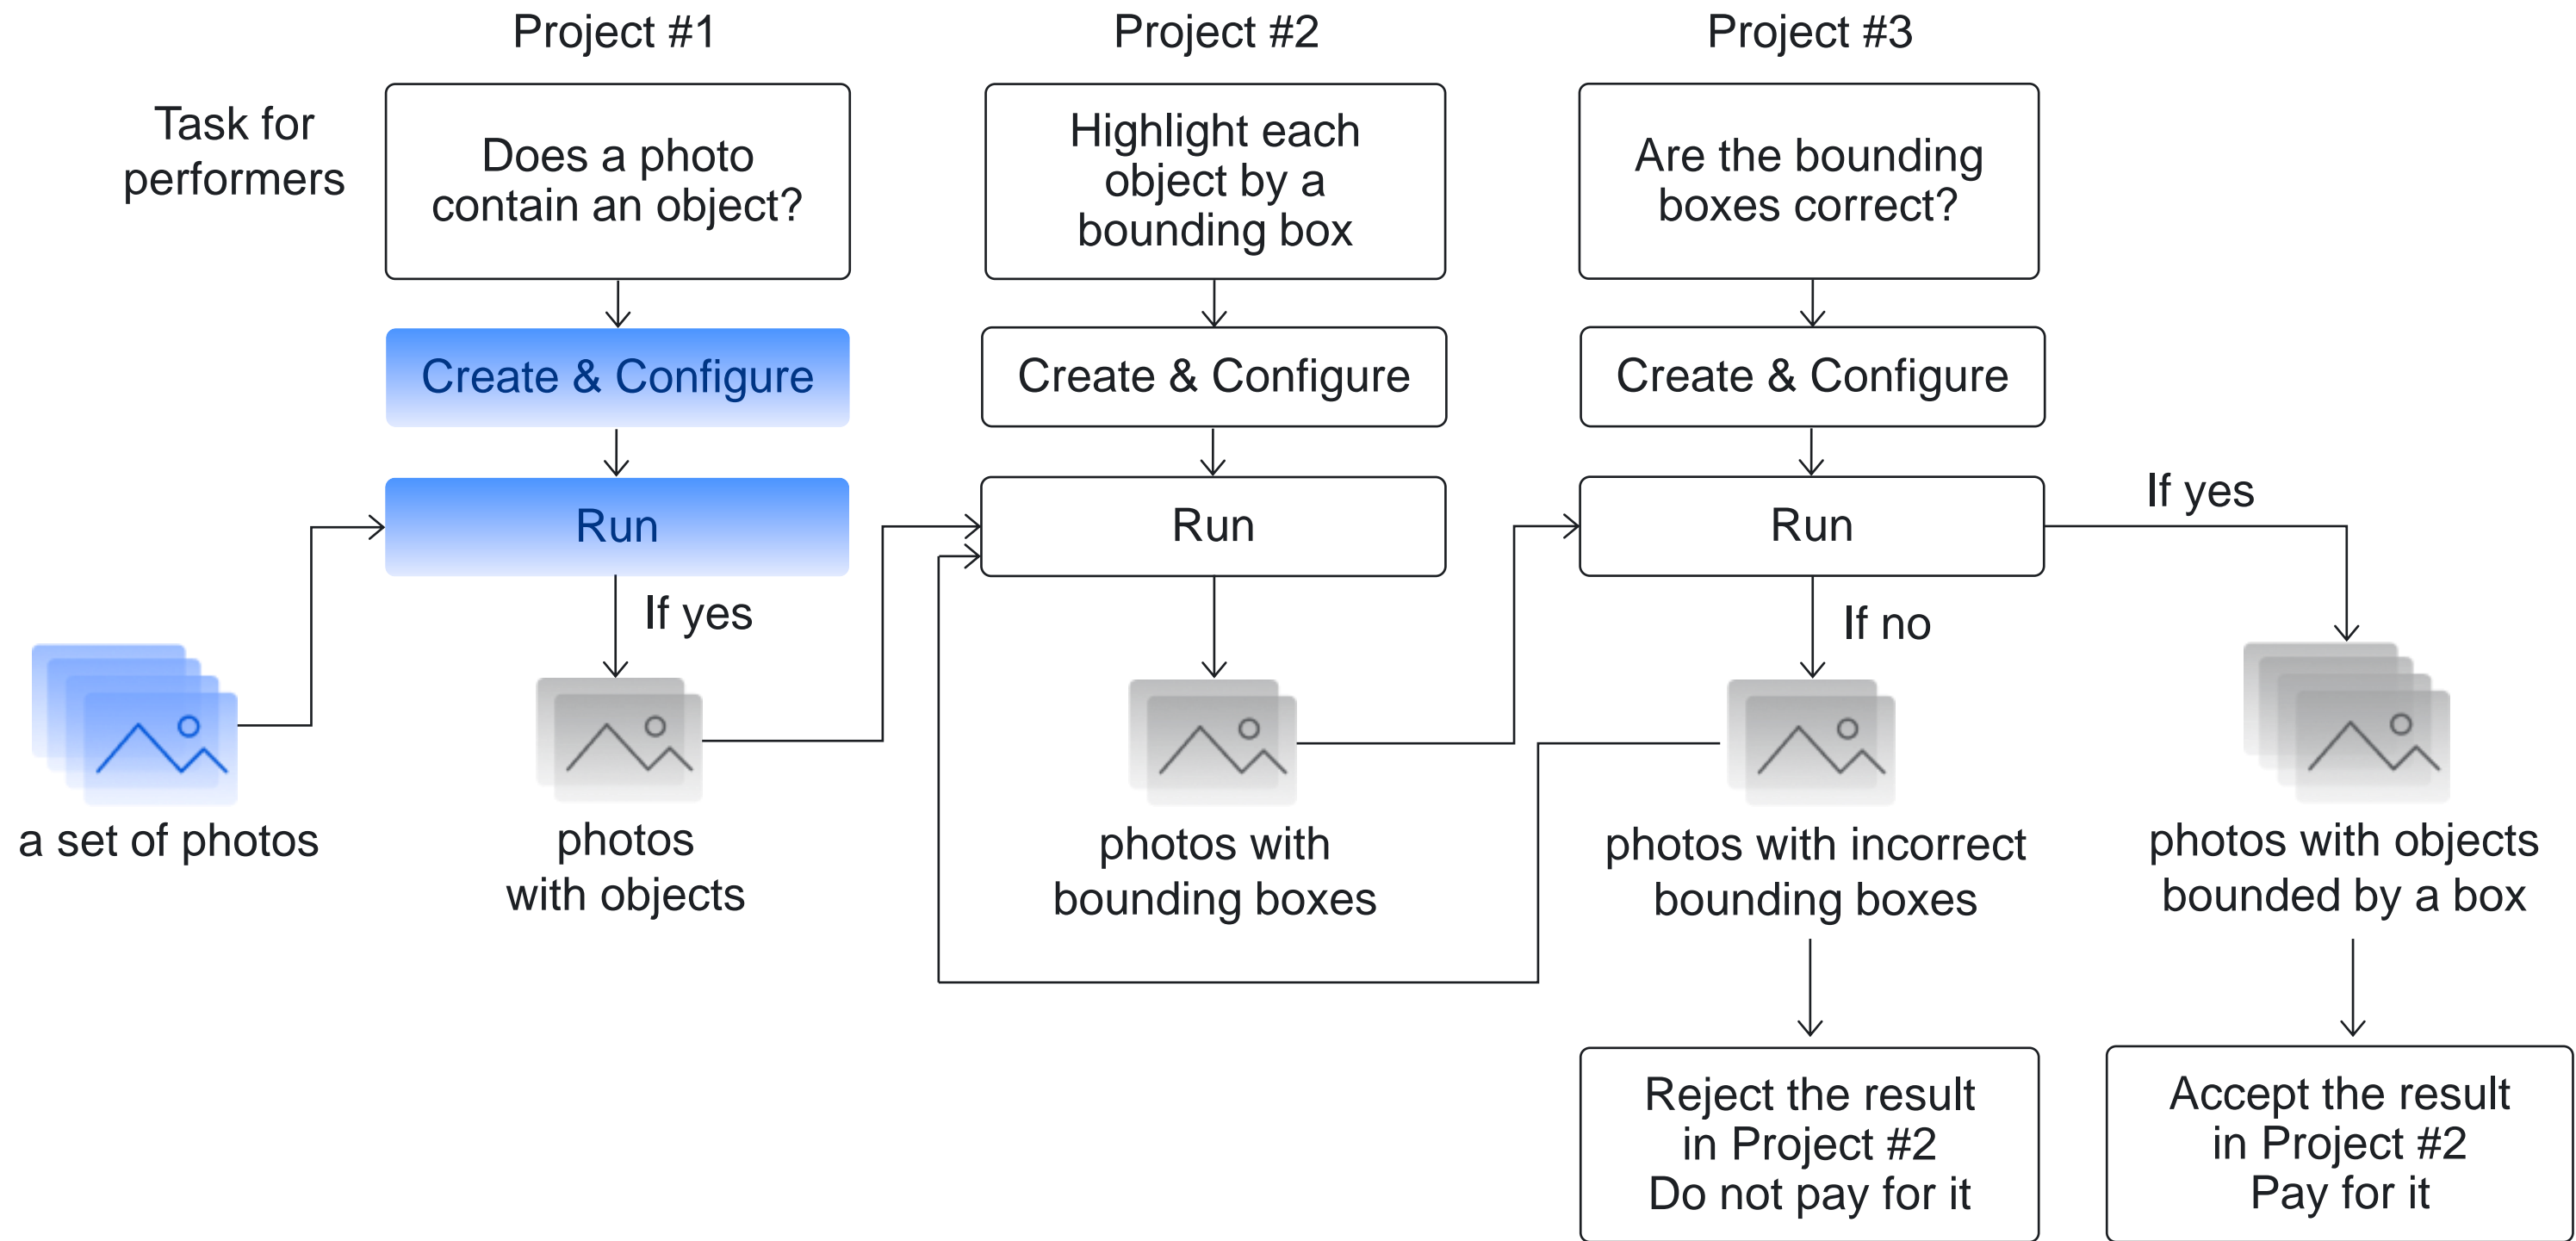 Project #1
Project #2
Project #3
Task for
performers
Does a photo
contain an object?
Highlight each
object by a
bounding box
Are the bounding
boxes correct?
Create & Configure
Create & Configure
Create & Configure
Run
Run
Run
If yes
If yes
If no
a set of photos
photos
with objects
photos with
bounding boxes
photos with incorrect
bounding boxes
photos with objects
bounded by a box
Reject the result
in Project #2
Do not pay for it
Accept the result
in Project #2
Pay for it